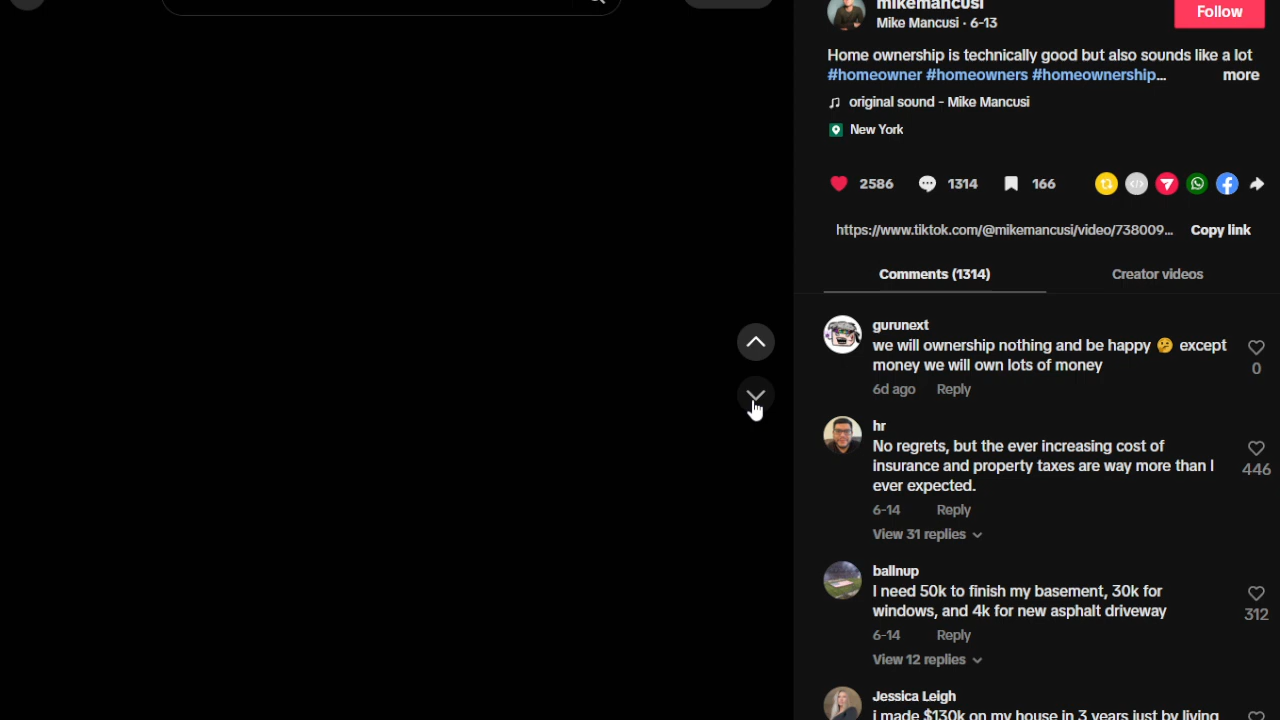 mikemancusi
Mike Mancusi · 6-13
Follow
Home ownership is technically good but also sounds like a lot
#homeowner #homeowners #homeownership... more
original sound - Mike Mancusi
New York
2586 1314 166
https://www.tiktok.com/@mikemancusi/video/738009... Copy link
Comments (1314) Creator videos
gurunext
we will ownership nothing and be happy 🤔 except
money we will own lots of money
0
6d ago Reply
hr
No regrets, but the ever increasing cost of
insurance and property taxes are way more than I
ever expected.
446
6-14 Reply
View 31 replies
ballnup
I need 50k to finish my basement, 30k for
windows, and 4k for new asphalt driveway
312
6-14 Reply
View 12 replies
Jessica Leigh
i made $130k on my house in 3 years just by living